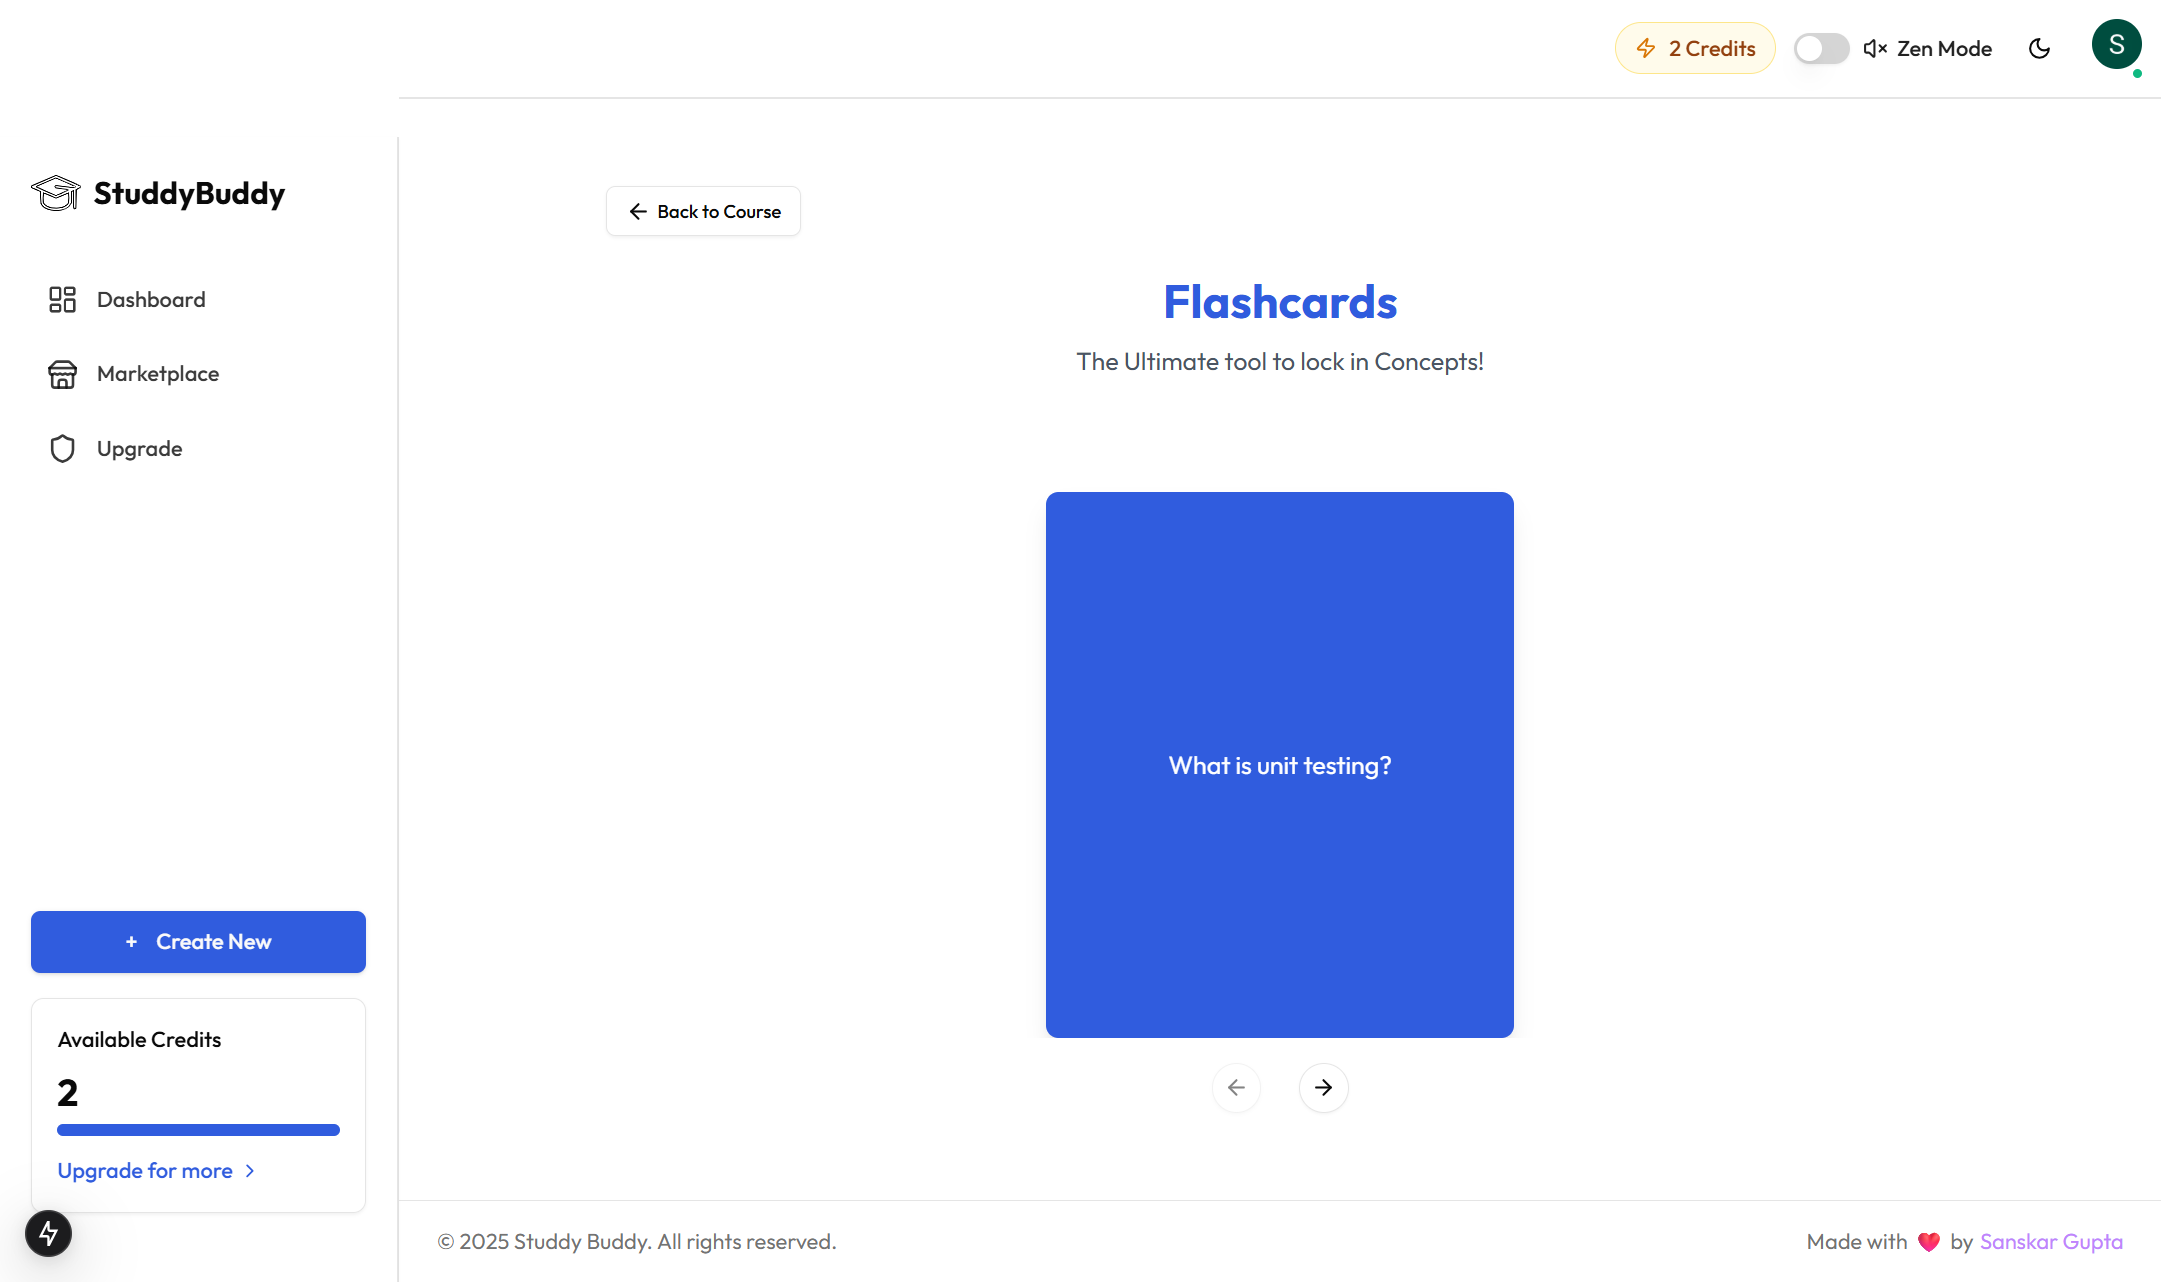 2 Credits
Zen Mode
S
StuddyBuddy
Dashboard
Marketplace
Upgrade
+ Create New
Available Credits
2
Upgrade for more
Back to Course
Flashcards
The Ultimate tool to lock in Concepts!
What is unit testing?
© 2025 Studdy Buddy. All rights reserved.
Made with ❤️ by Sanskar Gupta